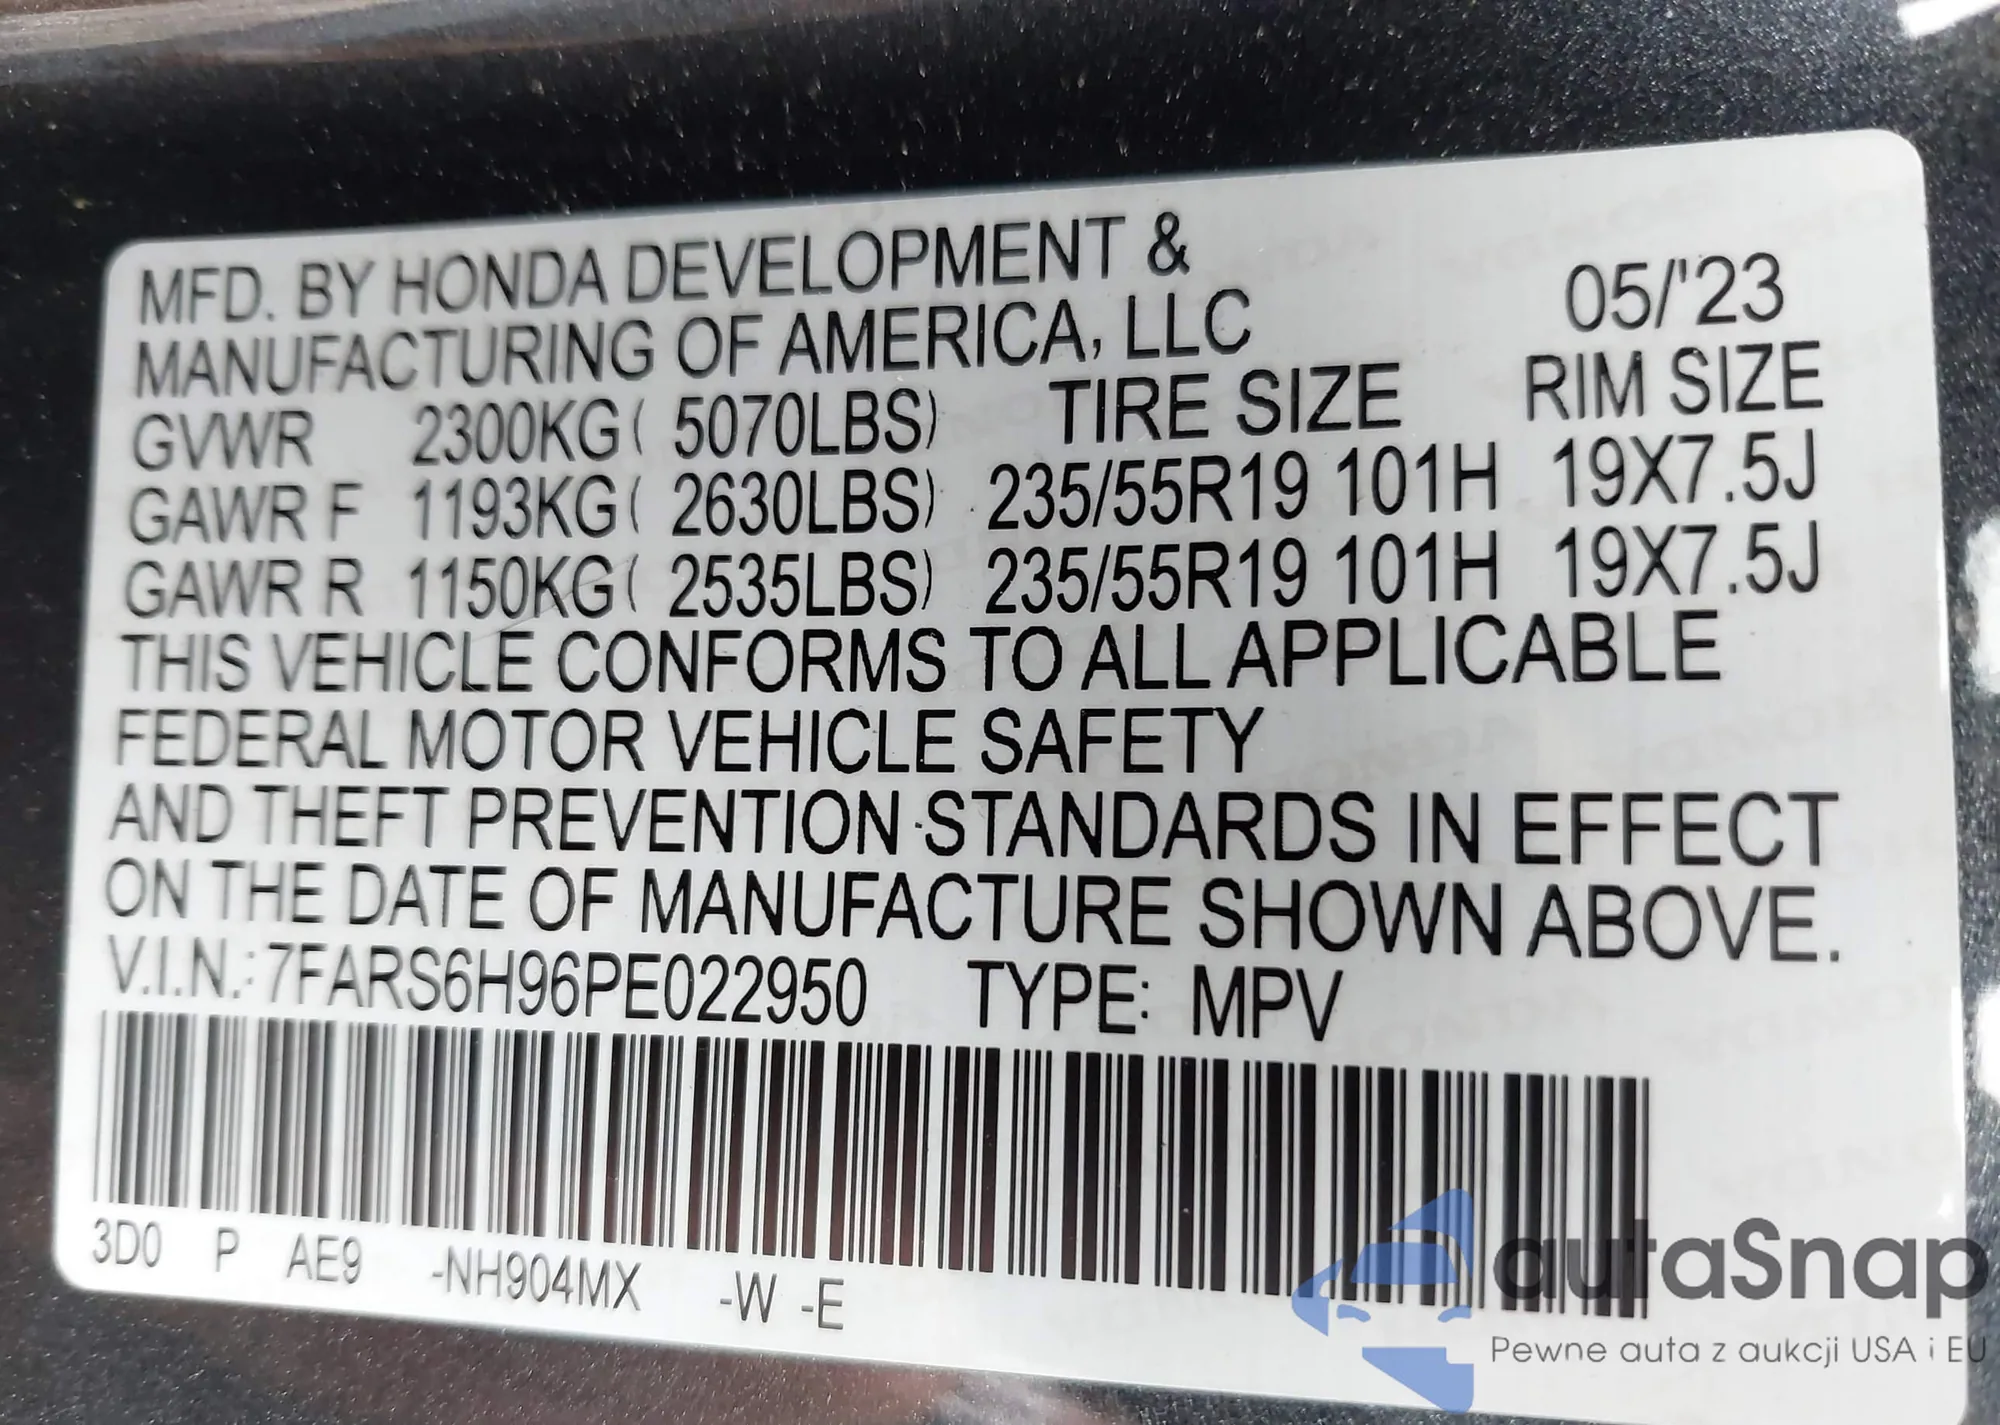 MFD. BY HONDA DEVELOPMENT &
MANUFACTURING OF AMERICA, LLC 05/'23
GVWR 2300KG( 5070LBS) TIRE SIZE RIM SIZE
GAWR F 1193KG( 2630LBS) 235/55R19 101H 19X7.5J
GAWR R 1150KG( 2535LBS) 235/55R19 101H 19X7.5J
THIS VEHICLE CONFORMS TO ALL APPLICABLE
FEDERAL MOTOR VEHICLE SAFETY
AND THEFT PREVENTION STANDARDS IN EFFECT
ON THE DATE OF MANUFACTURE SHOWN ABOVE.
V.I.N.: 7FARS6H96PE022950 TYPE: MPV
3D0 P AE9 -NH904MX -W -E
autaSnap
Pewne auta z aukcji USA i EU